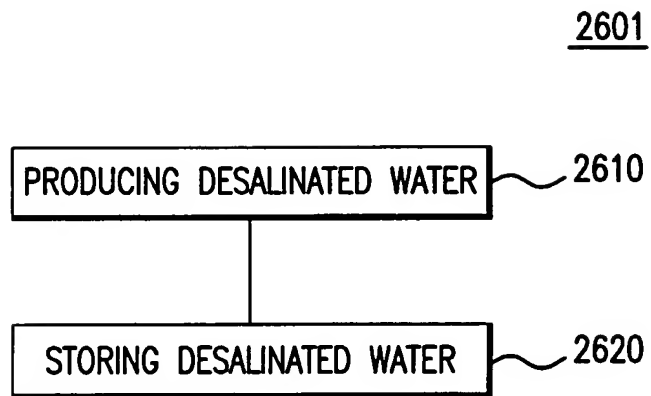 2601
PRODUCING DESALINATED WATER
2610
STORING DESALINATED WATER
2620